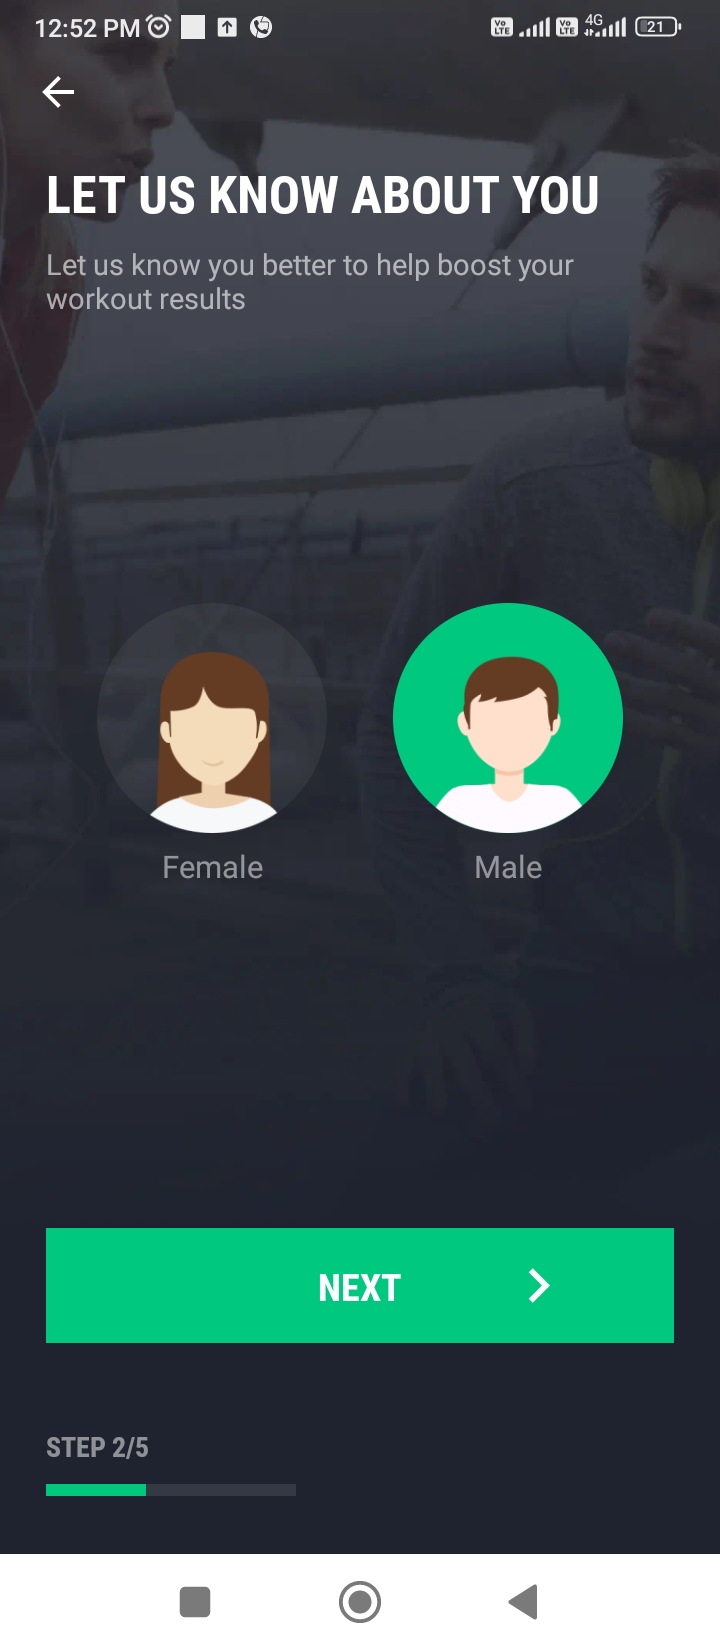 12:52 PM
Vo LTE Vo LTE 4G 21
LET US KNOW ABOUT YOU
Let us know you better to help boost your
workout results
Female Male
NEXT
STEP 2/5